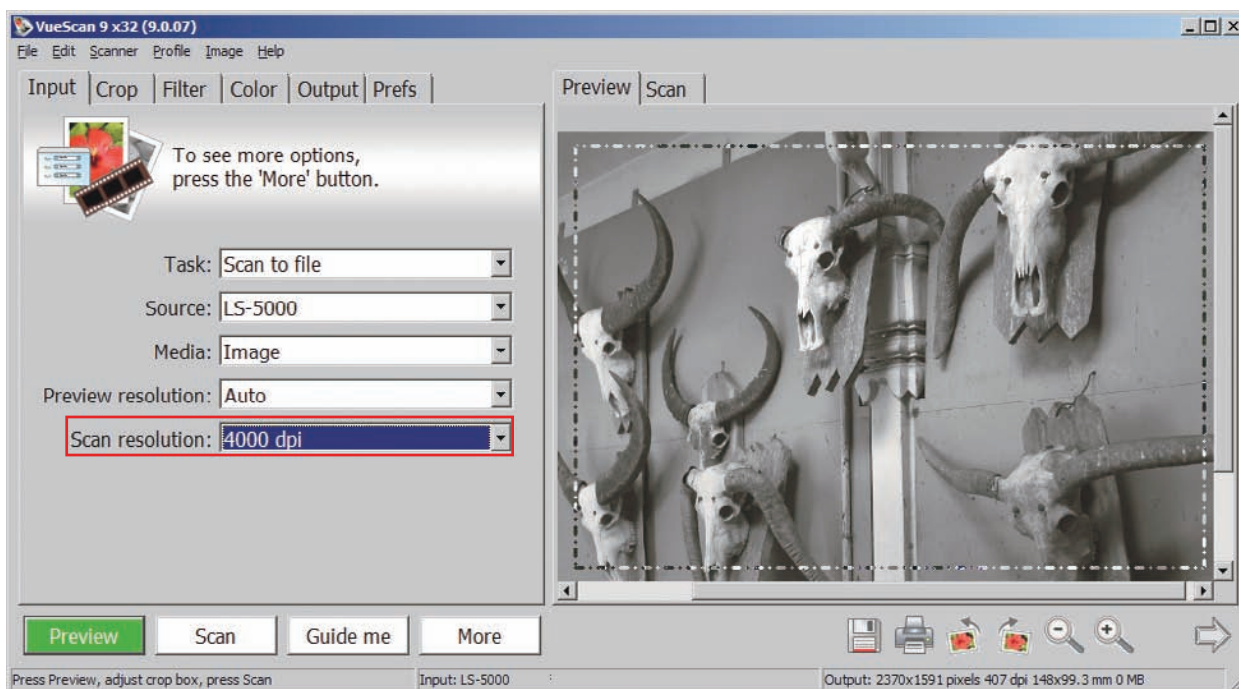 VueScan 9 x32 (9.0.07)
File Edit Scanner Profile Image Help
Input Crop Filter Color Output Prefs
Preview Scan
To see more options,
press the 'More' button.
Task: Scan to file
Source: LS-5000
Media: Image
Preview resolution: Auto
Scan resolution: 4000 dpi
Preview Scan Guide me More
Press Preview, adjust crop box, press Scan Input: LS-5000 Output: 2370x1591 pixels 407 dpi 148x99.3 mm 0 MB